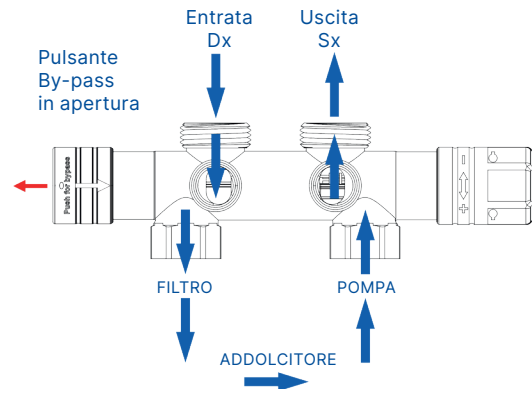 Entrata
Dx
Uscita
Sx
Pulsante
By-pass
in apertura
Push for bypass
- +
FILTRO
POMPA
ADDOLCITORE